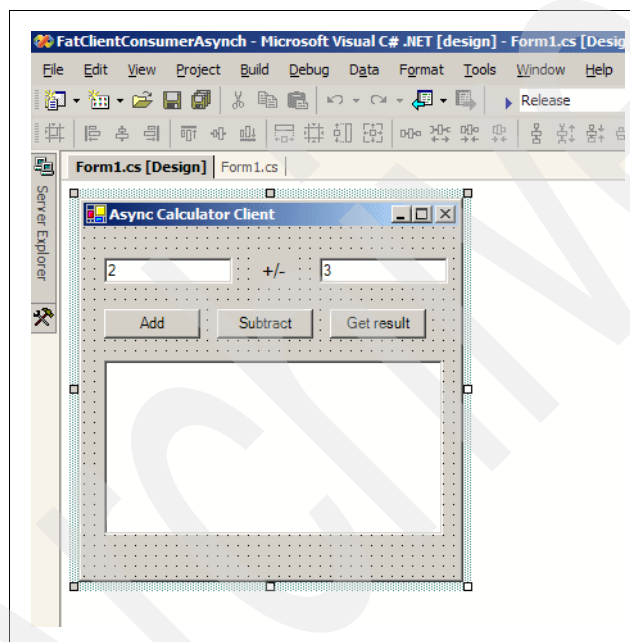 FatClientConsumerAsynch - Microsoft Visual C# .NET [design] - Form1.cs [Desig
File Edit View Project Build Debug Data Format Tools Window Help
Release
Form1.cs [Design] Form1.cs
Server Explorer
Async Calculator Client
2 +/- 3
Add Subtract Get result